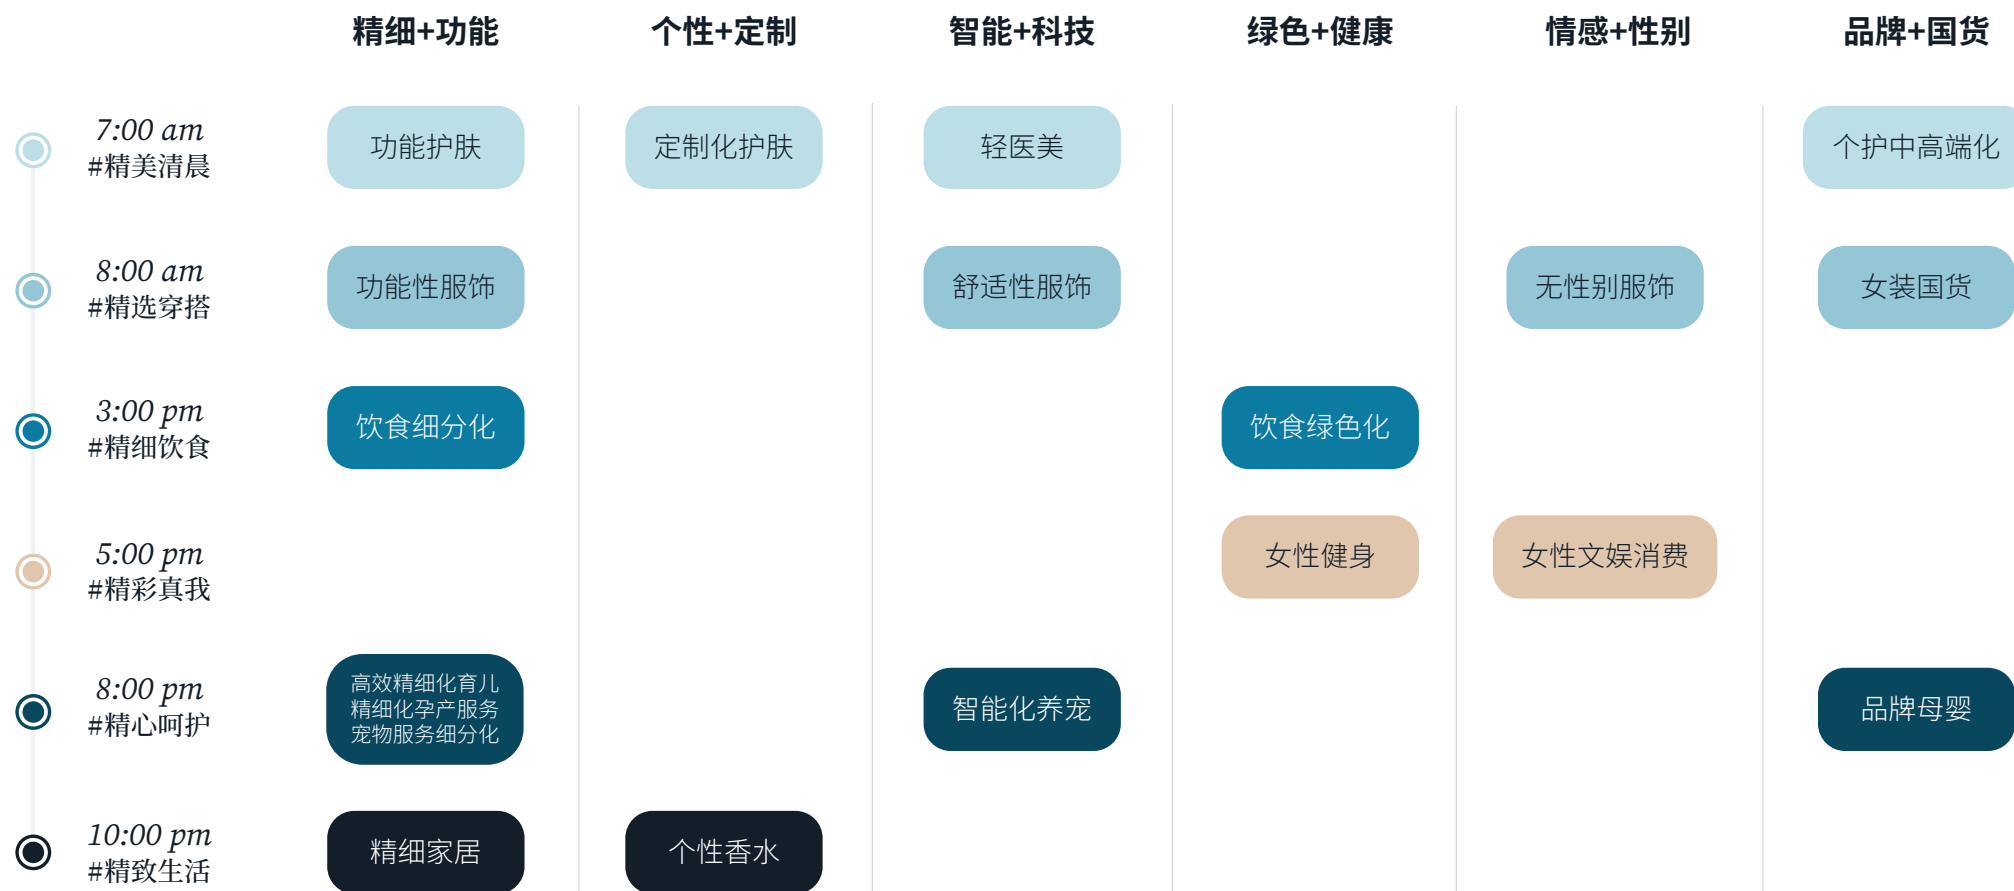 精细+功能
个性+定制
智能+科技
绿色+健康
情感+性别
品牌+国货
7:00 am
#精美清晨
功能护肤
定制化护肤
轻医美
个护中高端化
8:00 am
#精选穿搭
功能性服饰
舒适性服饰
无性别服饰
女装国货
3:00 pm
#精细饮食
饮食细分化
饮食绿色化
5:00 pm
#精彩真我
女性健身
女性文娱消费
8:00 pm
#精心呵护
高效精细化育儿
精细化孕产服务
宠物服务细分化
智能化养宠
品牌母婴
10:00 pm
#精致生活
精细家居
个性香水